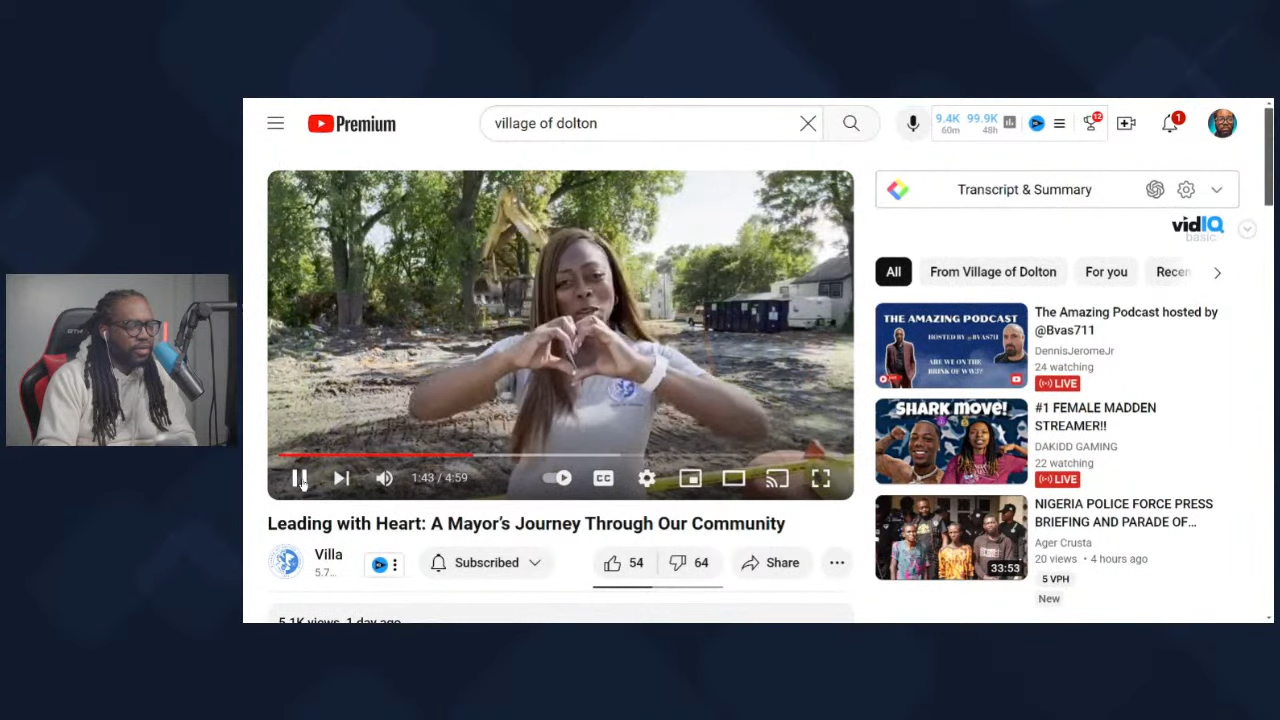 Premium
village of dolton
9.4K 99.9K
60m 48h
12
1
Transcript & Summary
vidIQ
basic
All
From Village of Dolton
For you
Recen
THE AMAZING PODCAST
HOSTED BY @BVAS711
ARE WE ON THE
BRINK OF WW3?
The Amazing Podcast hosted by
@Bvas711
DennisJeromeJr
24 watching
LIVE
SHARK MOVE!
#1 FEMALE MADDEN
STREAMER!!
DAKIDD GAMING
22 watching
LIVE
33:53
NIGERIA POLICE FORCE PRESS
BRIEFING AND PARADE OF...
Ager Crusta
20 views • 4 hours ago
5 VPH
New
1:43 / 4:59
CC
Leading with Heart: A Mayor's Journey Through Our Community
Villa
5.7...
Subscribed
54
64
Share
5.1K views 1 day ago